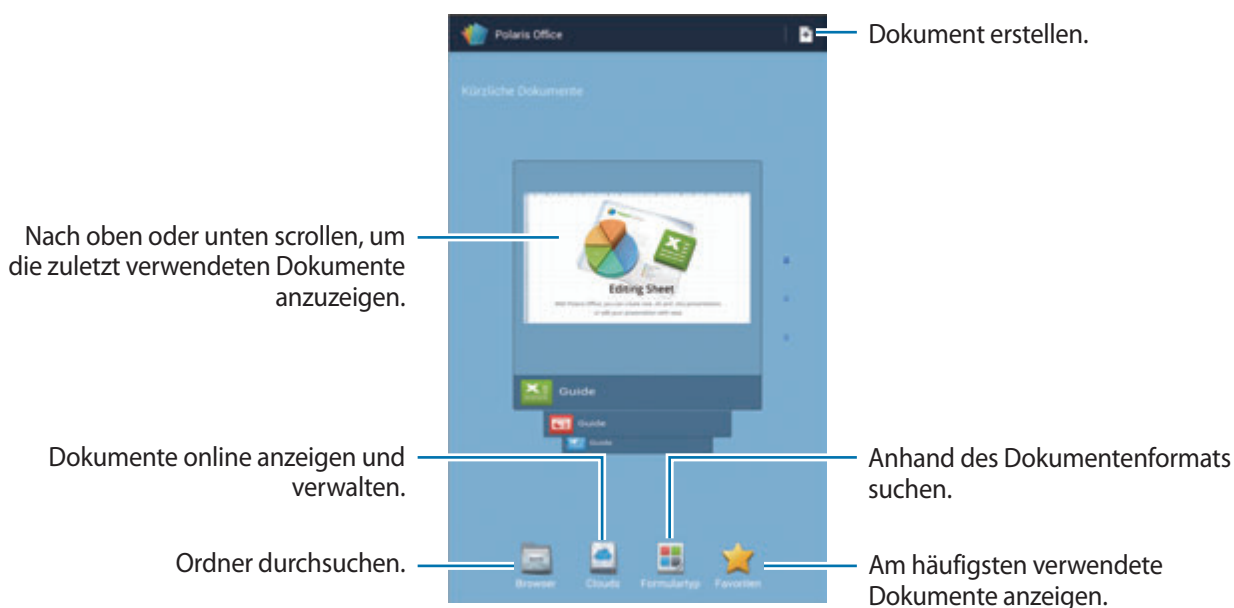 Polaris Office
Dokument erstellen.
Kürzliche Dokumente
Nach oben oder unten scrollen, um
die zuletzt verwendeten Dokumente
anzuzeigen.
Editing Sheet
Guide
Guide
Guide
Dokumente online anzeigen und
verwalten.
Anhand des Dokumentenformats
suchen.
Ordner durchsuchen.
Browser
Clouds
Formulartyp
Favoriten
Am häufigsten verwendete
Dokumente anzeigen.